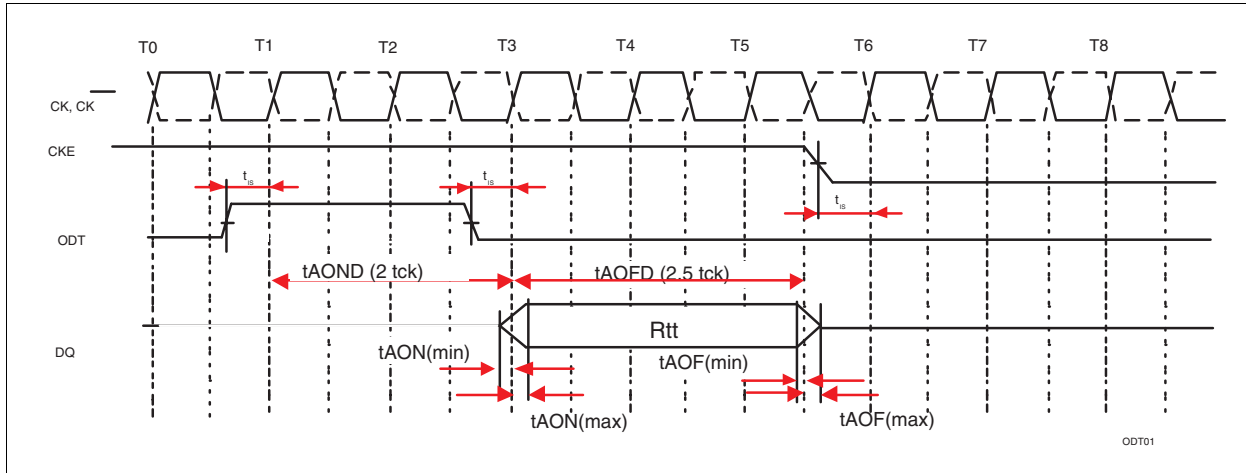 T0 T1 T2 T3 T4 T5 T6 T7 T8
CK, CK
CKE
tIS tIS tIS
ODT
tAOND (2 tck) tAOFD (2.5 tck)
Rtt
DQ
tAON(min) tAOF(min)
tAON(max) tAOF(max)
ODT01